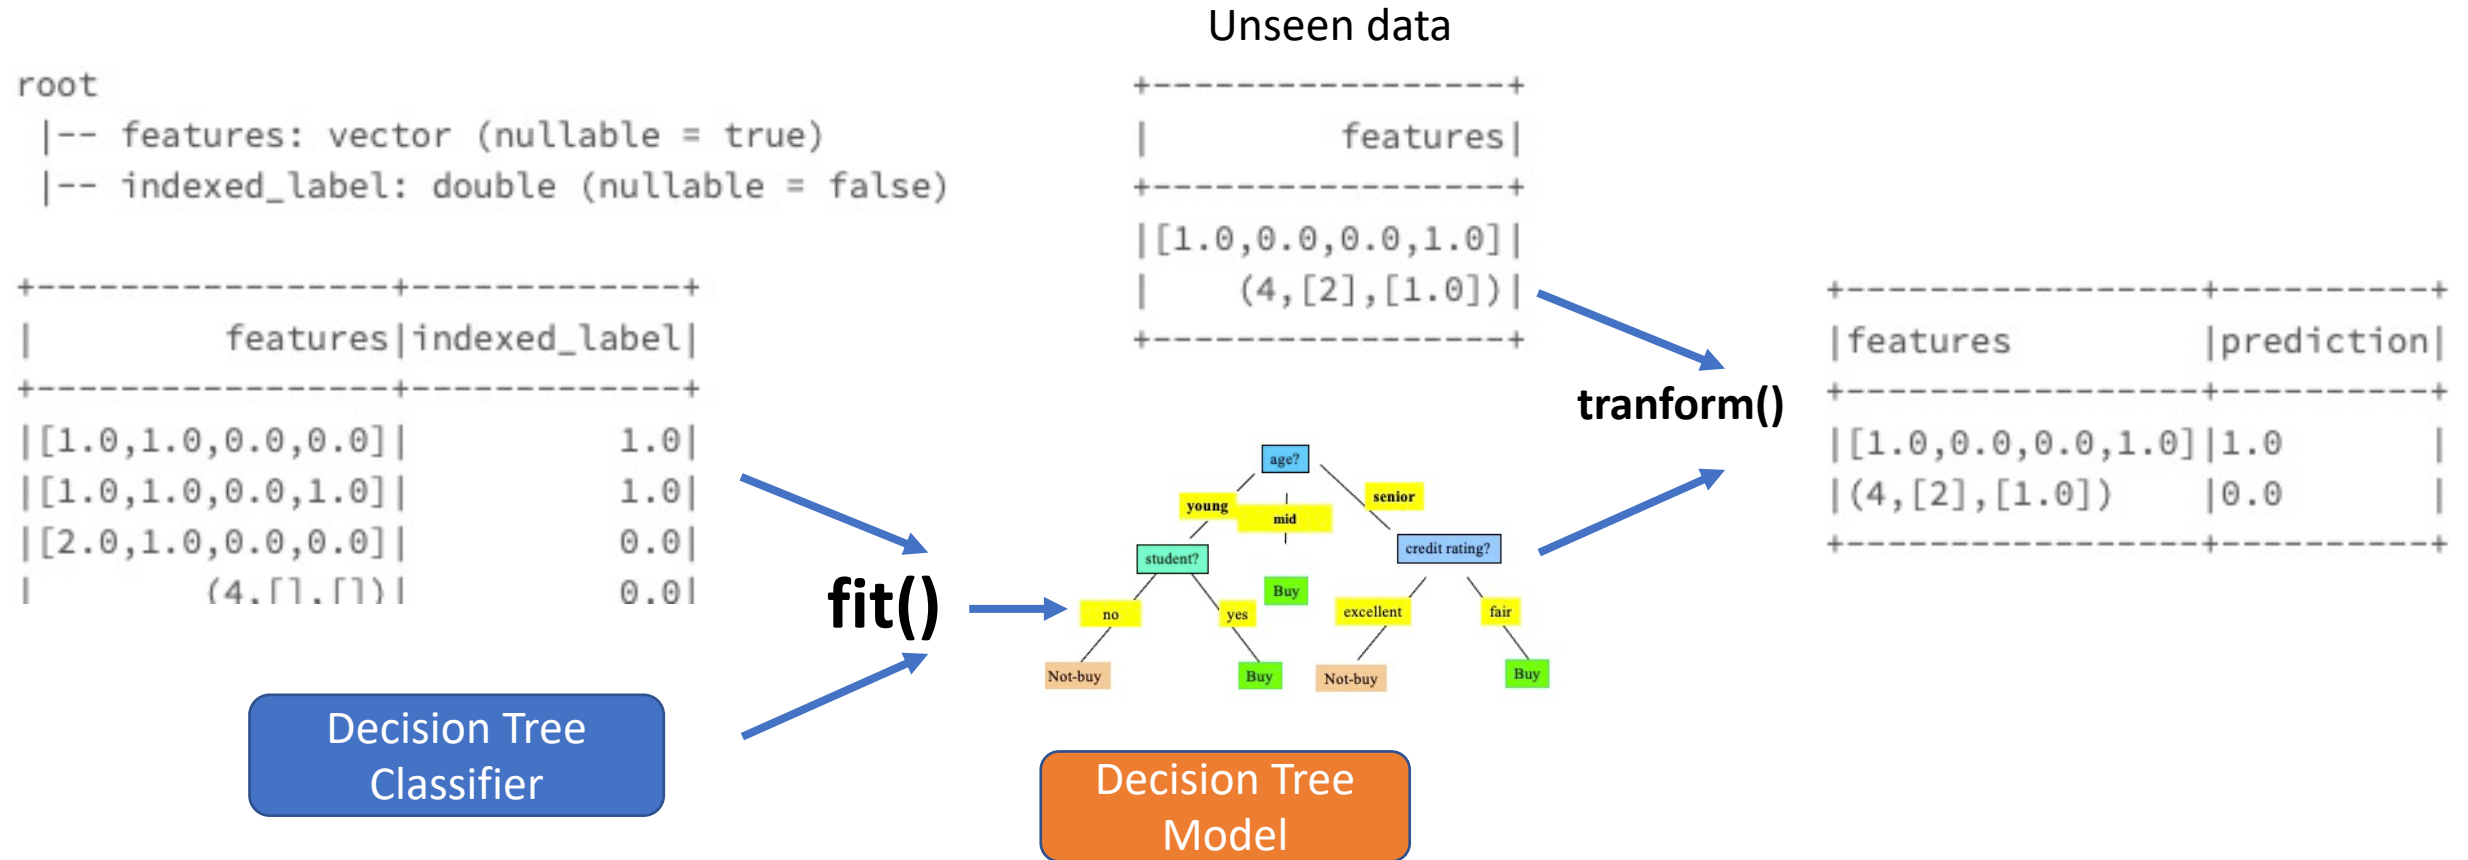 Unseen data
root
|-- features: vector (nullable = true)
|-- indexed_label: double (nullable = false)
+-----------------+-------------+
|         features|indexed_label|
+-----------------+-------------+
|[1.0,1.0,0.0,0.0]|          1.0|
|[1.0,1.0,0.0,1.0]|          1.0|
|[2.0,1.0,0.0,0.0]|          0.0|
|        (4,[],[])|          0.0|
+-----------------+
|         features|
+-----------------+
|[1.0,0.0,0.0,1.0]|
|    (4,[2],[1.0])|
+-----------------+
tranform()
+-----------------+----------+
|features         |prediction|
+-----------------+----------+
|[1.0,0.0,0.0,1.0]|1.0       |
|(4,[2],[1.0])    |0.0       |
+-----------------+----------+
fit()
age?
young
mid
senior
student?
credit rating?
Buy
no
yes
excellent
fair
Not-buy
Buy
Not-buy
Buy
Decision Tree
Classifier
Decision Tree
Model